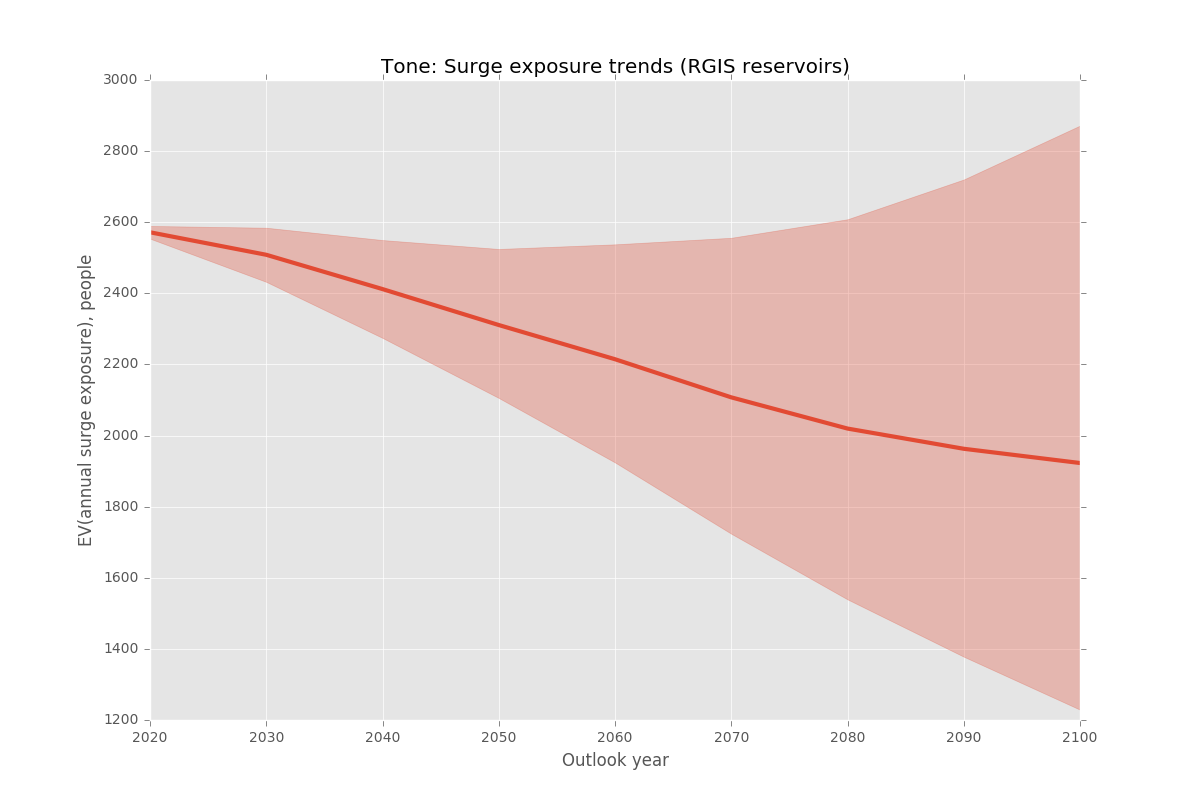 Tone: Surge exposure trends (RGIS reservoirs)
3000
2800
2600
2400
2200
2000
1800
1600
1400
1200
EV(annual surge exposure), people
2020 2030 2040 2050 2060 2070 2080 2090 2100
Outlook year